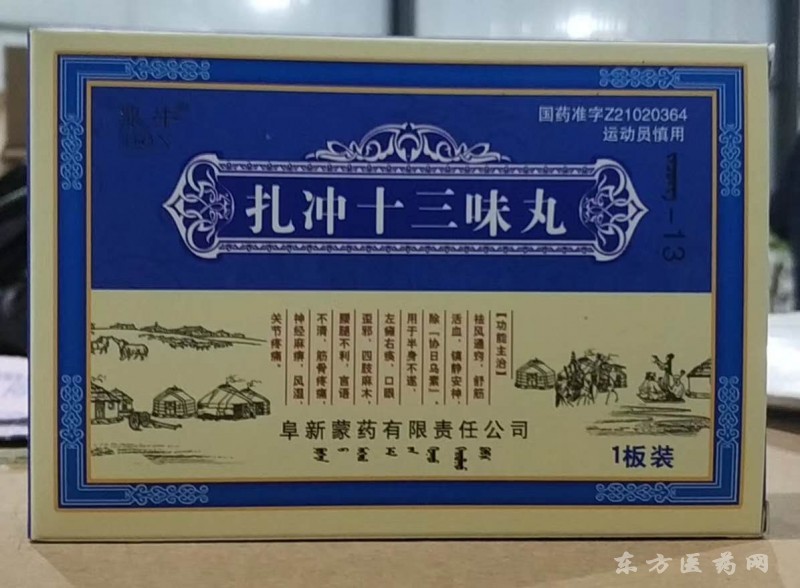 国药准字Z21020364
运动员慎用
扎冲十三味丸
-13
【功能主治】
祛风通窍，舒筋
活血，镇静安神，
除“协日乌素”。
用于半身不遂，
左瘫右痪，口眼
歪邪，四肢麻木，
腰腿不利，言语
不清，筋骨疼痛，
神经麻痹，风湿，
关节疼痛。
阜新蒙药有限责任公司
1板装
东方医药网